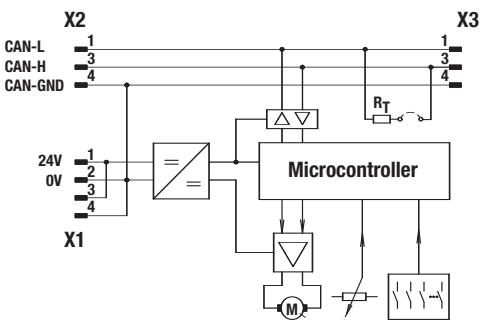 X2 X3
CAN-L 1 1
CAN-H 3 3
CAN-GND 4 4
RT
24V 1
0V 2
3
4
X1
Microcontroller
M